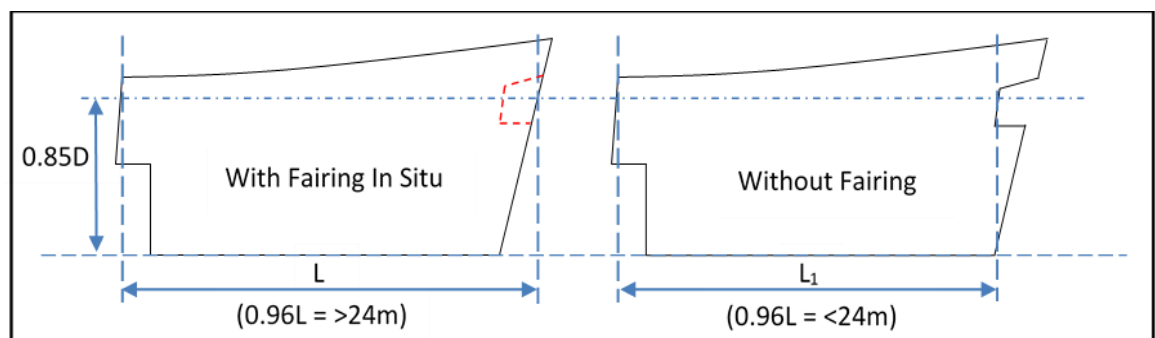 0.85D
With Fairing In Situ
L
(0.96L = >24m)
Without Fairing
L₁
(0.96L = <24m)